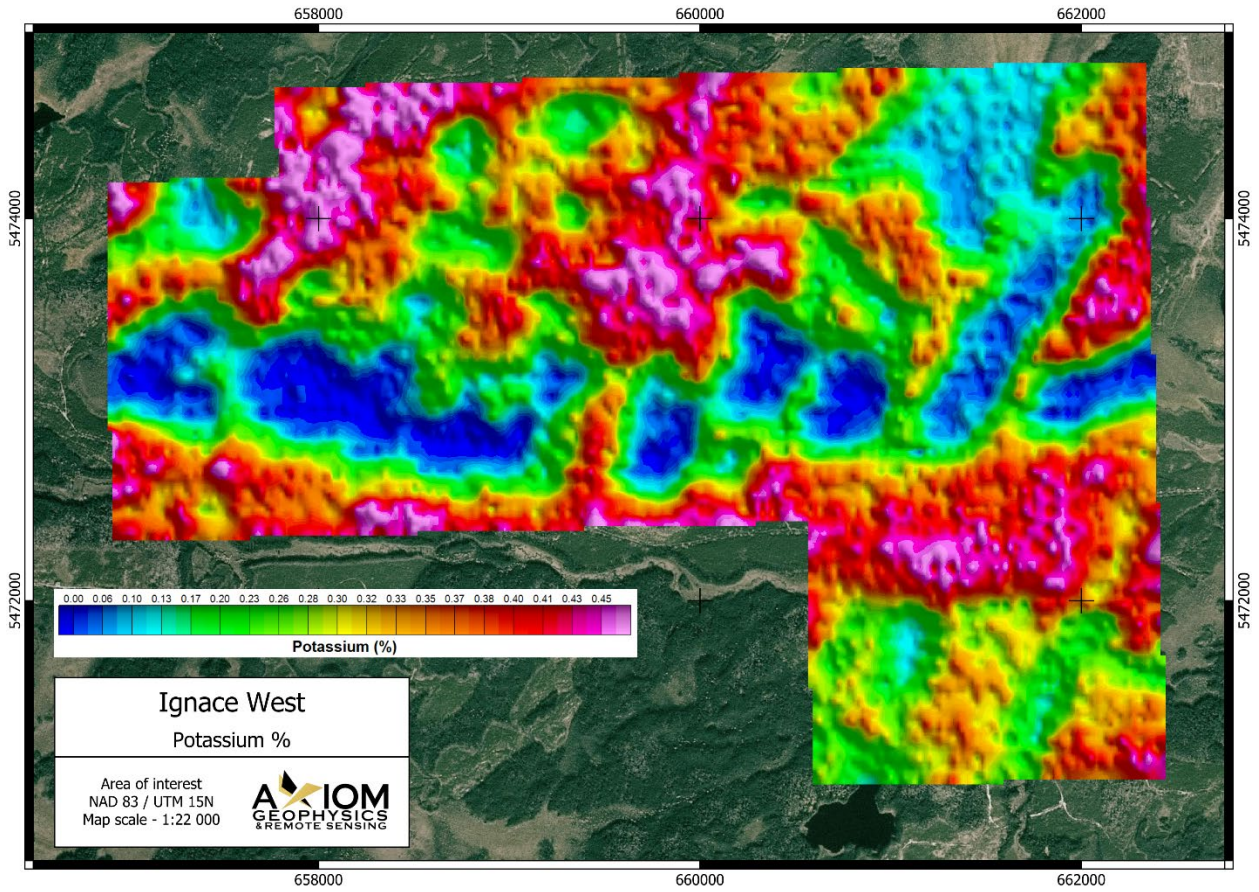 658000 660000 662000
5474000 5474000
5472000 5472000
0.00 0.06 0.10 0.13 0.17 0.20 0.23 0.26 0.28 0.30 0.32 0.33 0.35 0.37 0.38 0.40 0.41 0.43 0.45
Potassium (%)
Ignace West
Potassium %
Area of interest
NAD 83 / UTM 15N
Map scale - 1:22 000
AXIOM
GEOPHYSICS
& REMOTE SENSING
658000 660000 662000